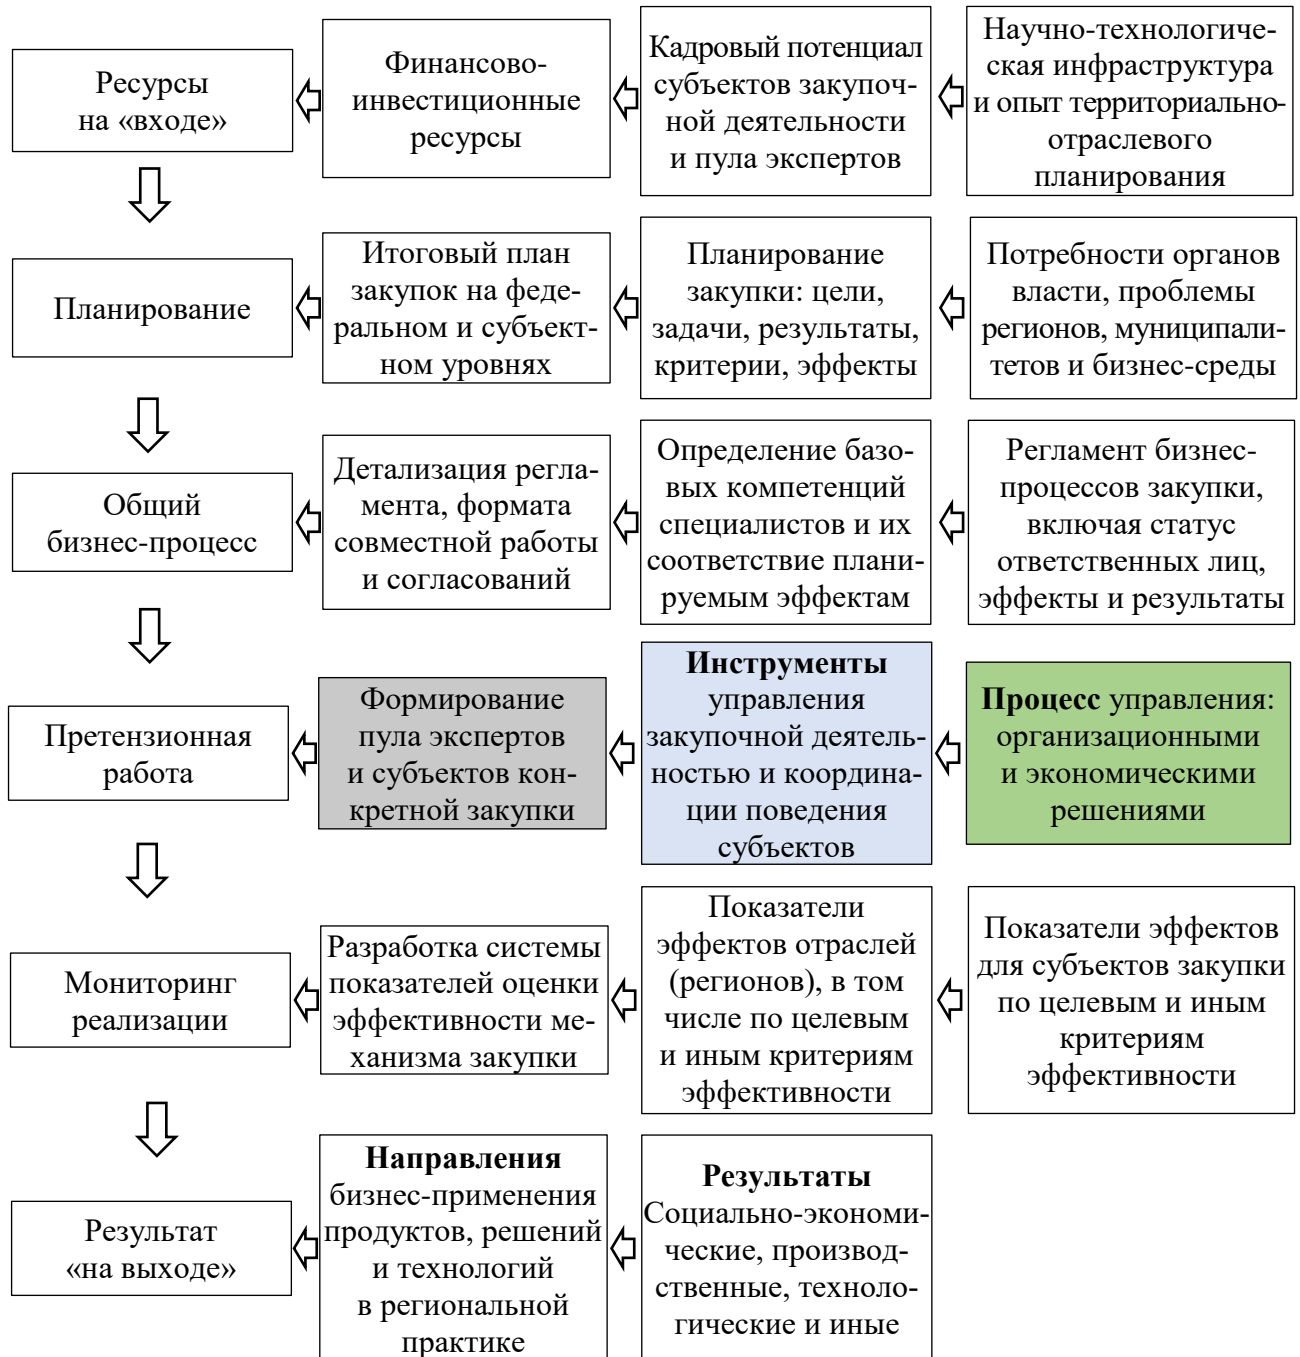 Ресурсы
на «входе»
Финансово-
инвестиционные
ресурсы
Кадровый потенциал
субъектов закупоч-
ной деятельности
и пула экспертов
Научно-технологиче-
ская инфраструктура
и опыт территориально-
отраслевого
планирования
Планирование
Итоговый план
закупок на феде-
ральном и субъект-
ном уровнях
Планирование
закупки: цели,
задачи, результаты,
критерии, эффекты
Потребности органов
власти, проблемы
регионов, муниципали-
тетов и бизнес-среды
Общий
бизнес-процесс
Детализация регла-
мента, формата
совместной работы
и согласований
Определение базо-
вых компетенций
специалистов и их
соответствие плани-
руемым эффектам
Регламент бизнес-
процессов закупки,
включая статус
ответственных лиц,
эффекты и результаты
Претензионная
работа
Формирование
пула экспертов
и субъектов кон-
кретной закупки
Инструменты
управления
закупочной деятель-
ностью и координа-
ции поведения
субъектов
Процесс управления:
организационными
и экономическими
решениями
Мониторинг
реализации
Разработка системы
показателей оценки
эффективности ме-
ханизма закупки
Показатели
эффектов отраслей
(регионов), в том
числе по целевым
и иным критериям
эффективности
Показатели эффектов
для субъектов закупки
по целевым и иным
критериям
эффективности
Результат
«на выходе»
Направления
бизнес-применения
продуктов, решений
и технологий
в региональной
практике
Результаты
Социально-экономи-
ческие, производ-
ственные, техноло-
гические и иные